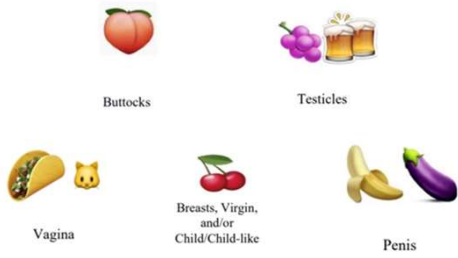 Buttocks
Testicles
Vagina
Breasts, Virgin,
and/or
Child/Child-like
Penis